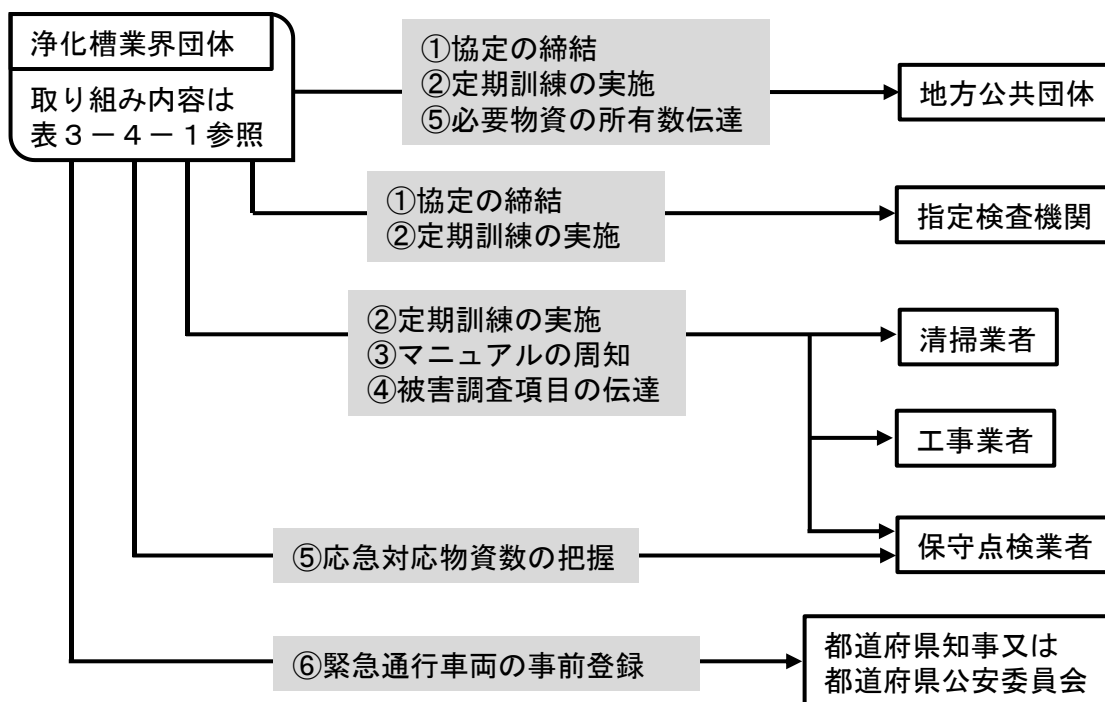 浄化槽業界団体
取り組み内容は
表３－４－１参照
①協定の締結
②定期訓練の実施
⑤必要物資の所有数伝達
地方公共団体
①協定の締結
②定期訓練の実施
指定検査機関
②定期訓練の実施
③マニュアルの周知
④被害調査項目の伝達
清掃業者
工事業者
⑤応急対応物資数の把握
保守点検業者
⑥緊急通行車両の事前登録
都道府県知事又は
都道府県公安委員会